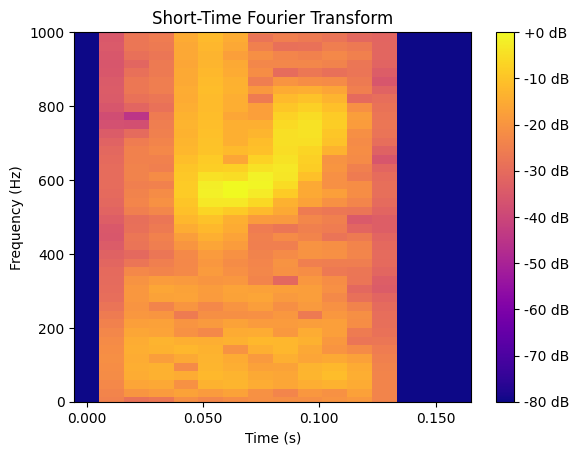 Short-Time Fourier Transform
1000
800
600
400
200
0
Frequency (Hz)
0.000
0.050
0.100
0.150
Time (s)
+0 dB
-10 dB
-20 dB
-30 dB
-40 dB
-50 dB
-60 dB
-70 dB
-80 dB